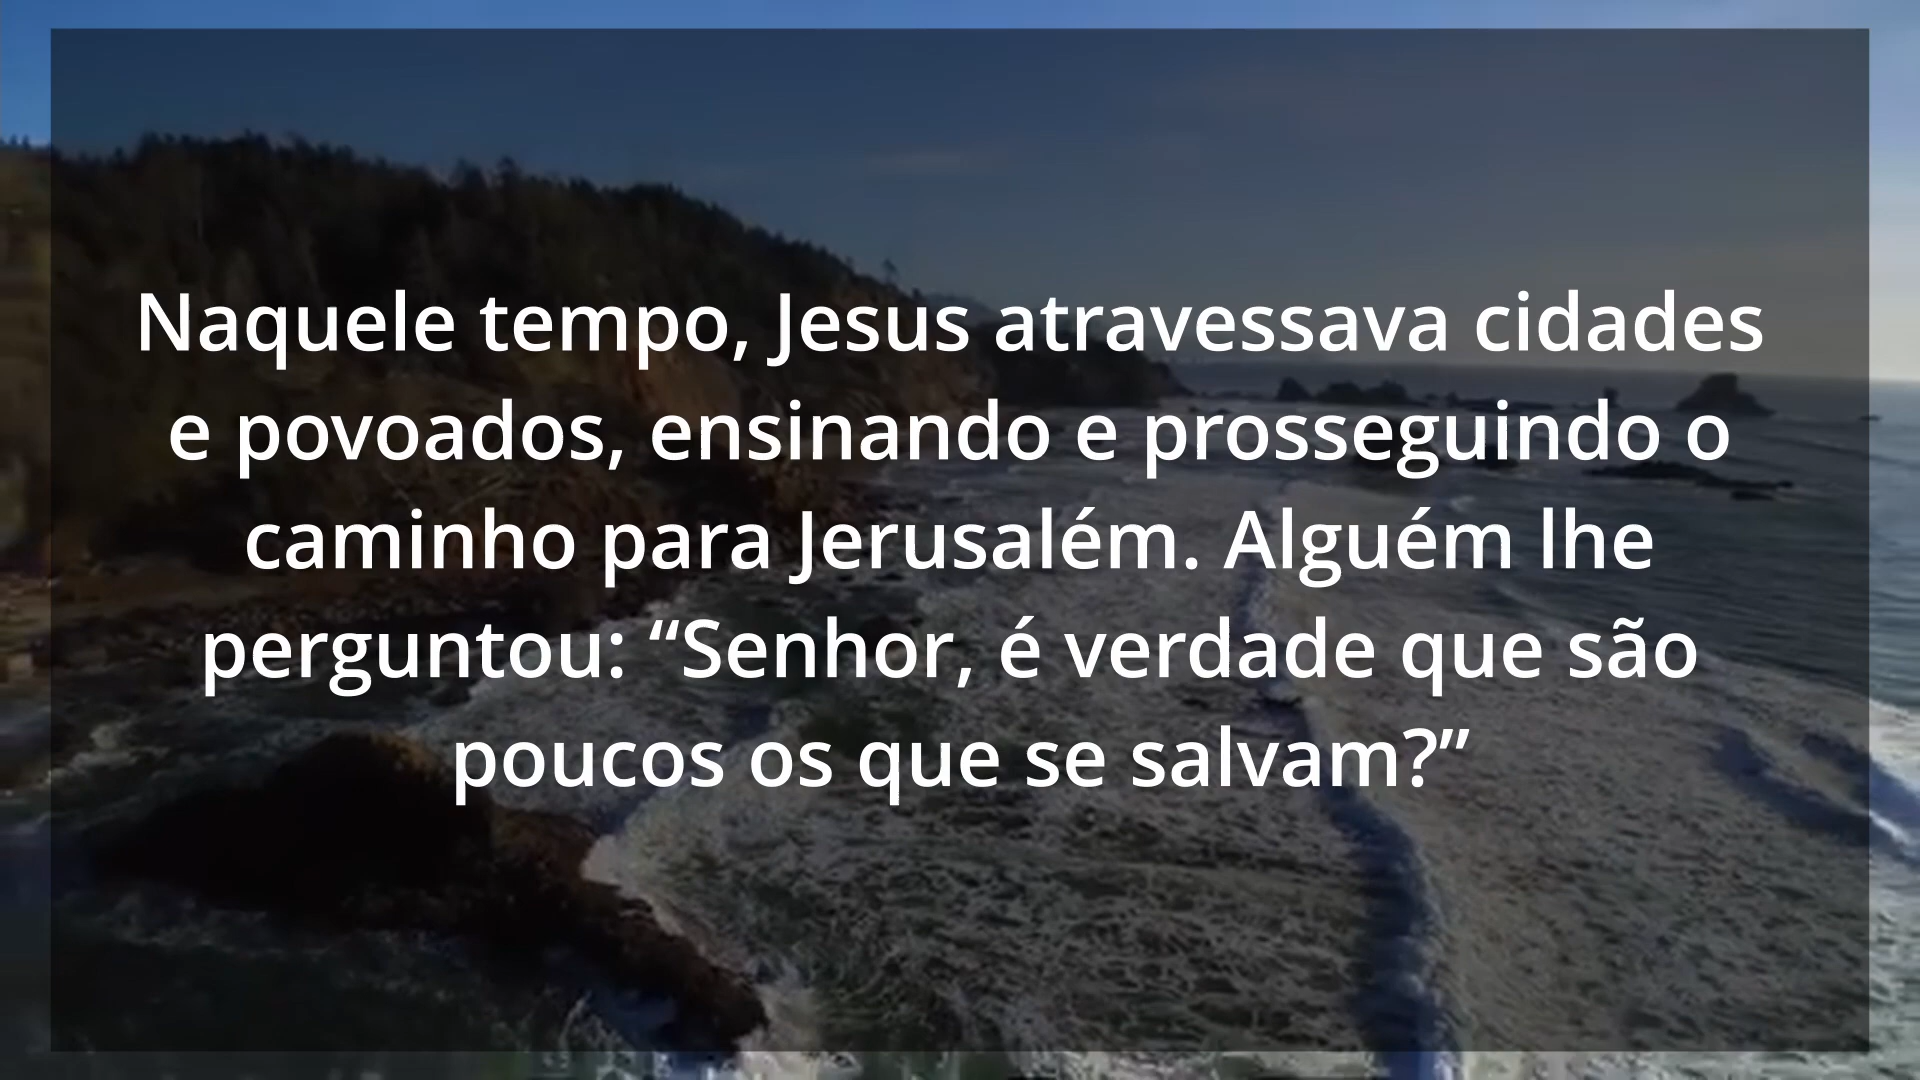 Naquele tempo, Jesus atravessava cidades
e povoados, ensinando e prosseguindo o
caminho para Jerusalém. Alguém lhe
perguntou: “Senhor, é verdade que são
poucos os que se salvam?”